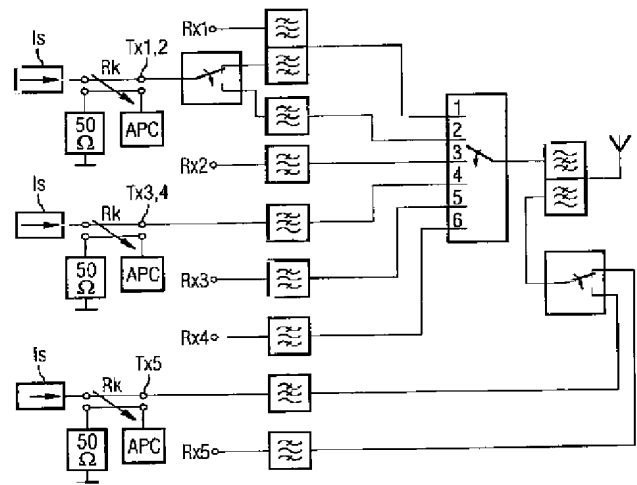 Rx1
Is
Tx1,2
Rk
50
Ω
APC
1
2
3
4
5
6
Rx2
Is
Tx3,4
Rk
50
Ω
APC
Rx3
Rx4
Is
Tx5
Rk
50
Ω
APC
Rx5